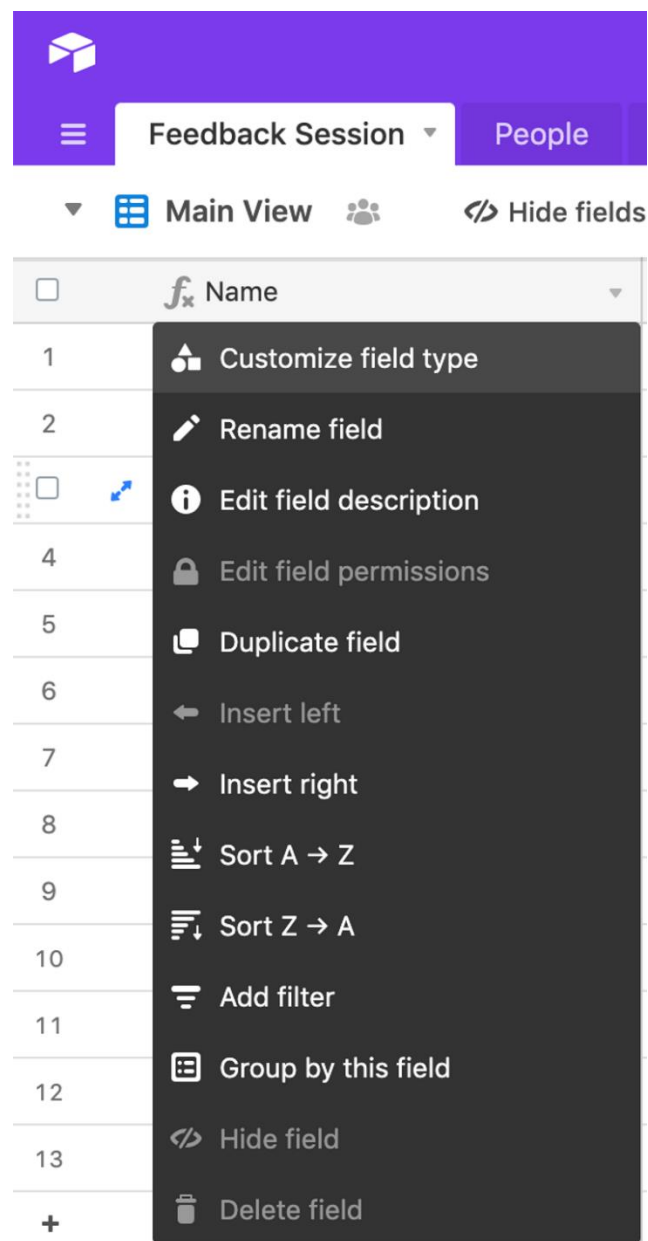 Feedback Session
People
Main View
Hide fields
Name
1
Customize field type
2
Rename field
Edit field description
4
Edit field permissions
5
Duplicate field
6
Insert left
7
Insert right
8
Sort A → Z
9
Sort Z → A
10
Add filter
11
Group by this field
12
Hide field
13
Delete field
+